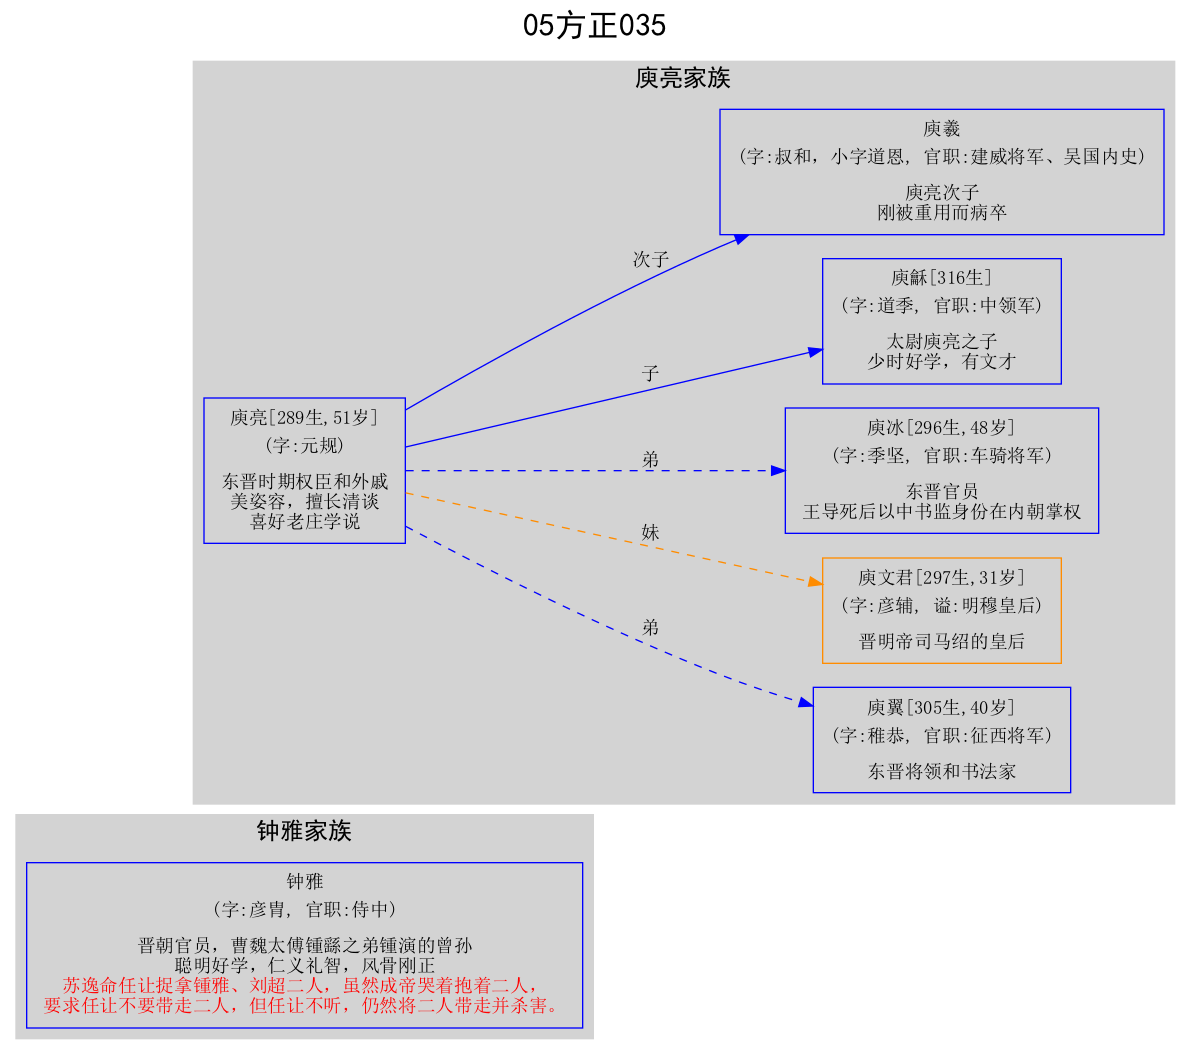 05方正035
庾亮家族
庾羲
(字:叔和，小字道恩, 官职:建威将军、吴国内史)
庾亮次子
刚被重用而病卒
次子
庾龢[316生]
(字:道季, 官职:中领军)
太尉庾亮之子
少时好学，有文才
子
庾亮[289生,51岁]
(字:元规)
东晋时期权臣和外戚
美姿容，擅长清谈
喜好老庄学说
弟
庾冰[296生,48岁]
(字:季坚, 官职:车骑将军)
东晋官员
王导死后以中书监身份在内朝掌权
妹
庾文君[297生,31岁]
(字:彦辅, 谥:明穆皇后)
晋明帝司马绍的皇后
弟
庾翼[305生,40岁]
(字:稚恭, 官职:征西将军)
东晋将领和书法家
钟雅家族
钟雅
(字:彦胄, 官职:侍中)
晋朝官员，曹魏太傅锺繇之弟锺演的曾孙
聪明好学，仁义礼智，风骨刚正
苏逸命任让捉拿锺雅、刘超二人，虽然成帝哭着抱着二人，
要求任让不要带走二人，但任让不听，仍然将二人带走并杀害。